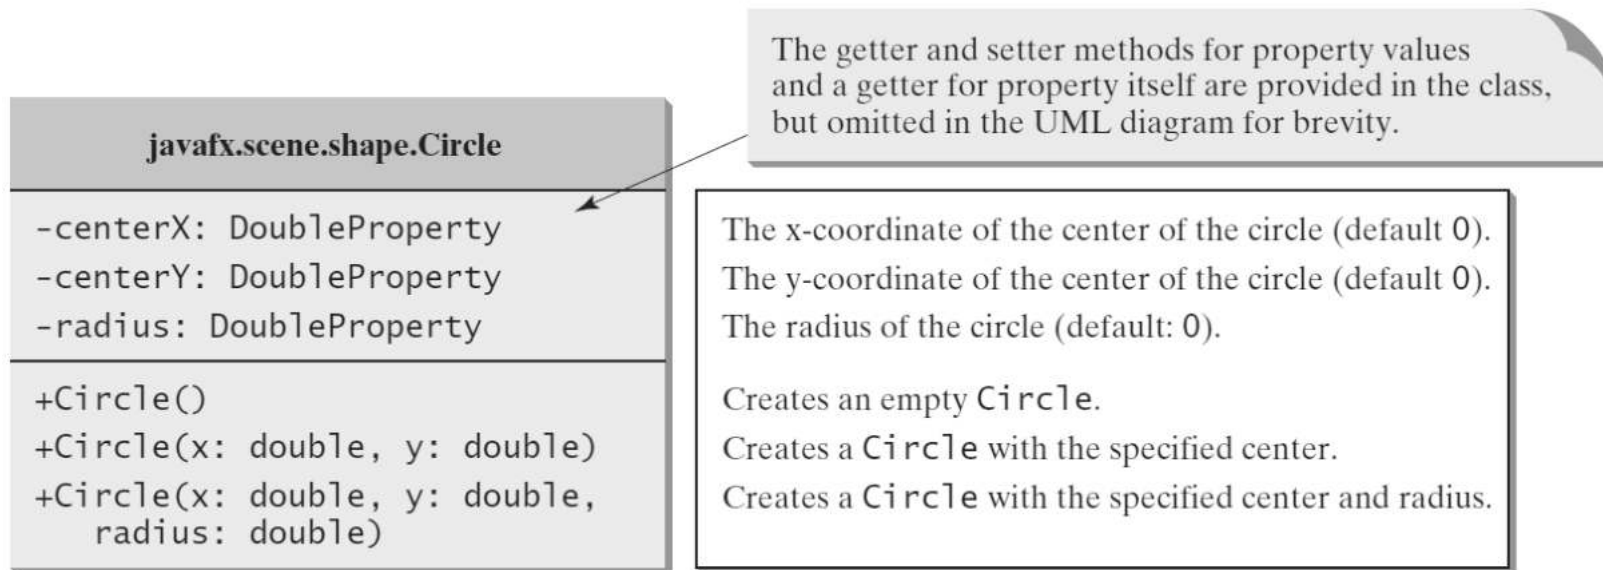 The getter and setter methods for property values
and a getter for property itself are provided in the class,
but omitted in the UML diagram for brevity.
javafx.scene.shape.Circle
-centerX: DoubleProperty
-centerY: DoubleProperty
-radius: DoubleProperty
The x-coordinate of the center of the circle (default 0).
The y-coordinate of the center of the circle (default 0).
The radius of the circle (default: 0).
+Circle()
+Circle(x: double, y: double)
+Circle(x: double, y: double,
radius: double)
Creates an empty Circle.
Creates a Circle with the specified center.
Creates a Circle with the specified center and radius.